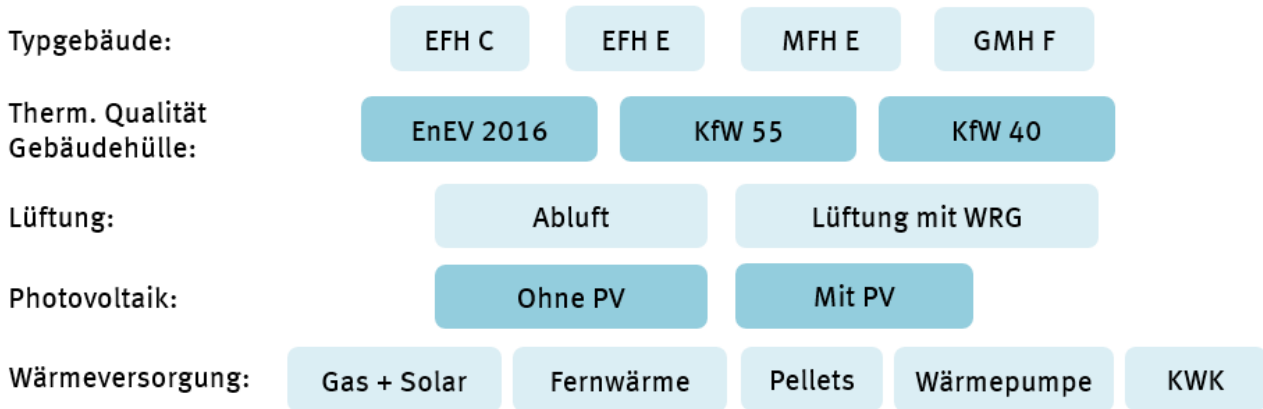 Typgebäude: EFH C EFH E MFH E GMH F
Therm. Qualität
Gebäudehülle: EnEV 2016 KfW 55 KfW 40
Lüftung: Abluft Lüftung mit WRG
Photovoltaik: Ohne PV Mit PV
Wärmeversorgung: Gas + Solar Fernwärme Pellets Wärmepumpe KWK